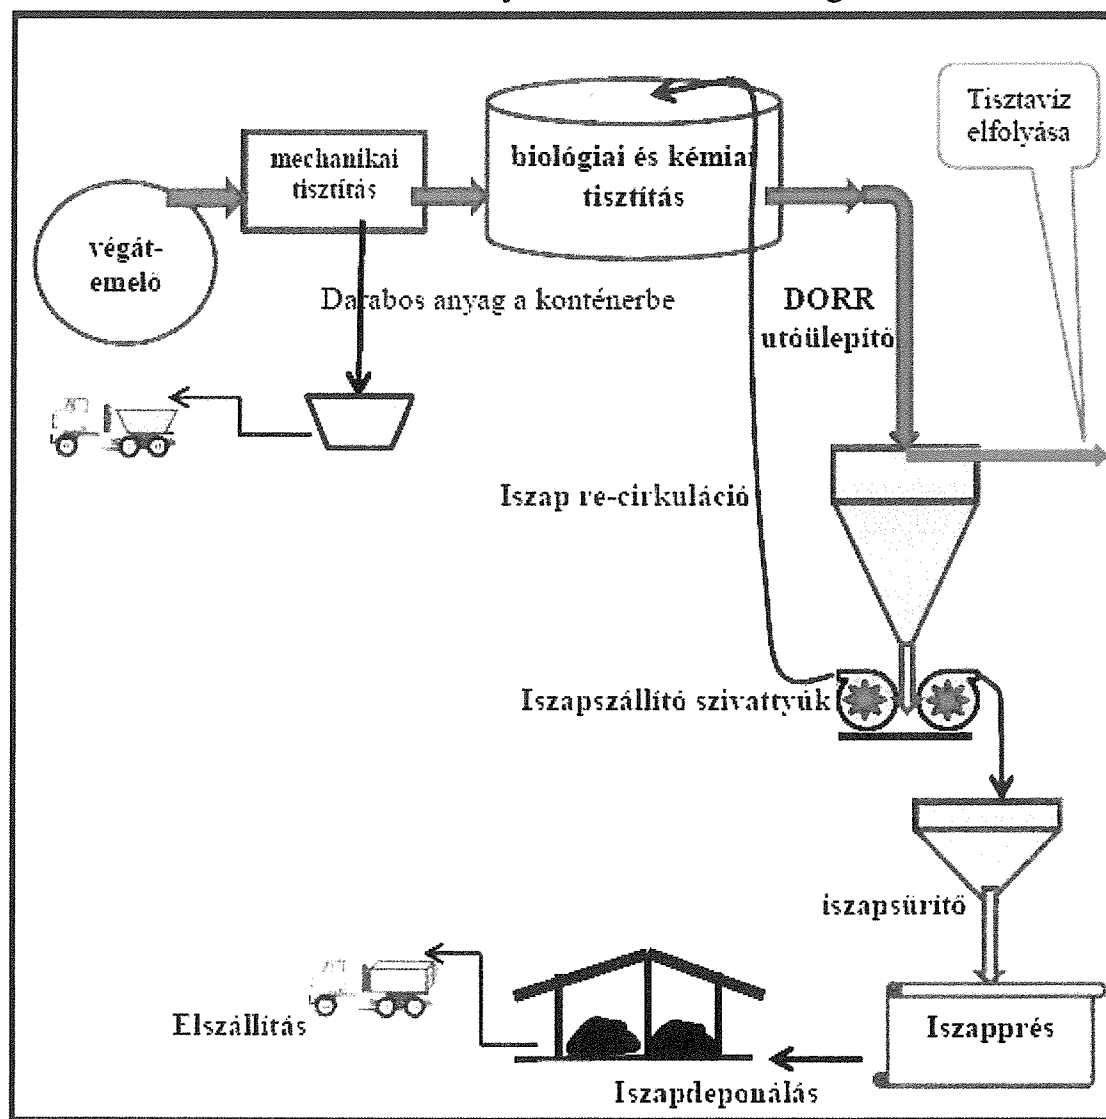 Tisztavíz
elfolyása
mechanikai
tisztítás
biológiai és kémiai
tisztítás
végát-
emelő
Darabos anyag a konténerbe
DORR
utóülepítő
Iszap re-cirkuláció
Iszapszállító szivattyúk
iszapsürítő
Elszállítás
Iszapprés
Iszapdeponálás